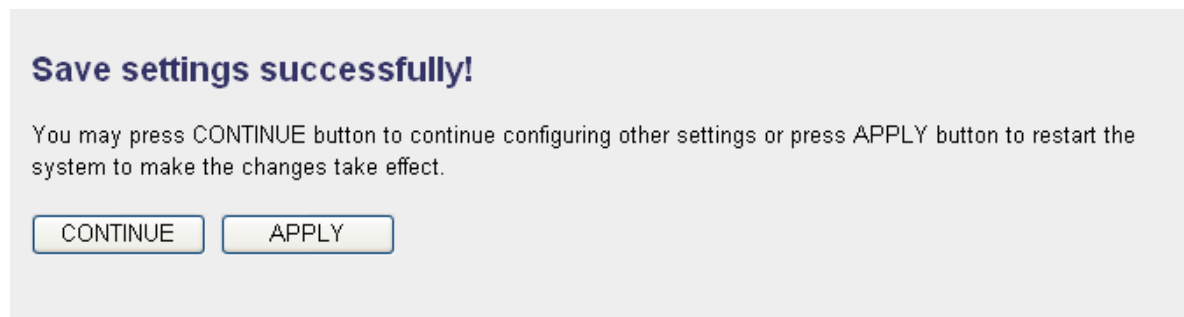 Save settings successfully!
You may press CONTINUE button to continue configuring other settings or press APPLY button to restart the
system to make the changes take effect.
CONTINUE APPLY